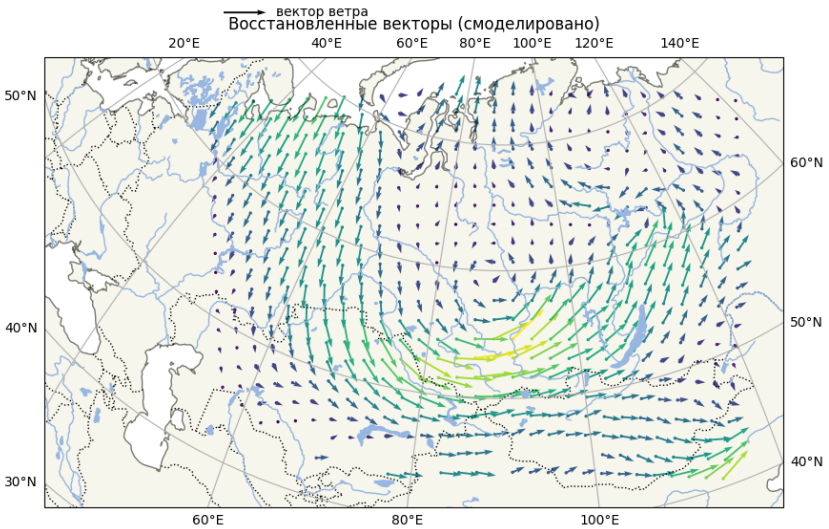 вектор ветра
Восстановленные векторы (смоделировано)
20°E 40°E 60°E 80°E 100°E 120°E 140°E
50°N
60°N
40°N
50°N
30°N
40°N
60°E 80°E 100°E